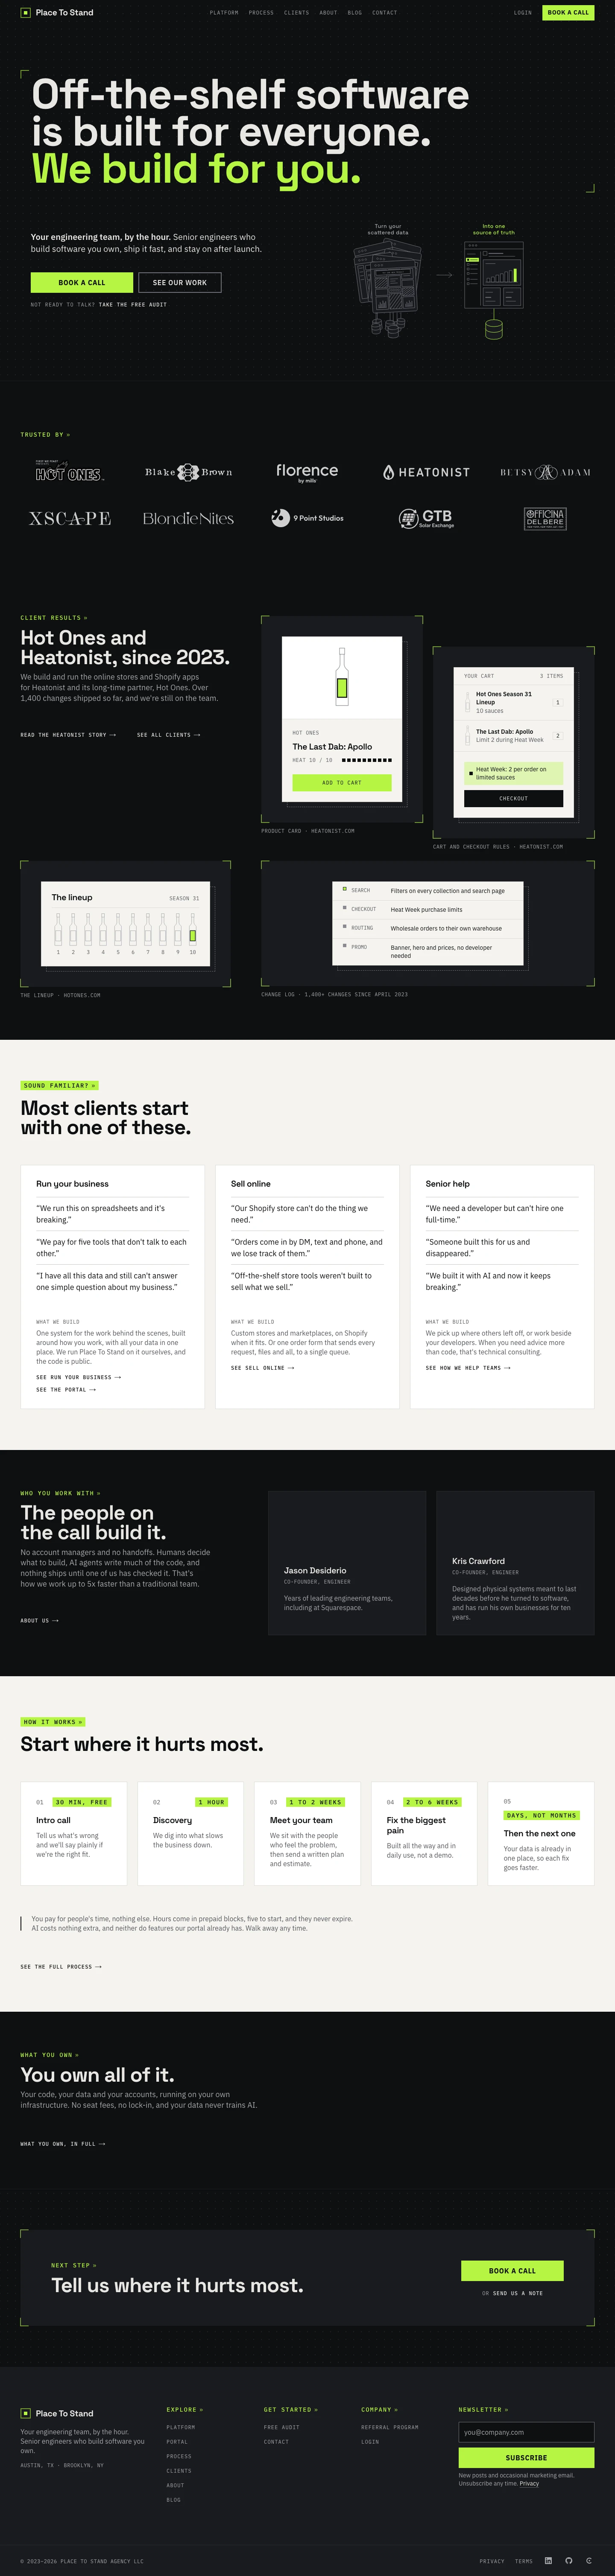 Place To Stand
PLATFORM PROCESS CLIENTS ABOUT BLOG CONTACT
LOGIN BOOK A CALL
Off-the-shelf software
is built for everyone.
We build for you.
Your engineering team, by the hour. Senior engineers who
build software you own, ship it fast, and stay on after launch.
BOOK A CALL SEE OUR WORK
NOT READY TO TALK? TAKE THE FREE AUDIT
Turn your
scattered data
Into one
source of truth
TRUSTED BY »
HOT ONES
Blake Brown
florence
by mills
HEATONIST
BETSY ADAM
XSCAPE
BlondieNites
9 Point Studios
GTB
Solar Exchange
OFFICINA
DEL BERE
CLIENT RESULTS »
Hot Ones and
Heatonist, since 2023.
We build and run the online stores and Shopify apps
for Heatonist and its long-time partner, Hot Ones. Over
1,400 changes shipped so far, and we're still on the team.
READ THE HEATONIST STORY → SEE ALL CLIENTS →
HOT ONES
The Last Dab: Apollo
HEAT 10 / 10
ADD TO CART
PRODUCT CARD · HEATONIST.COM
YOUR CART 3 ITEMS
Hot Ones Season 31
Lineup
10 sauces
1
The Last Dab: Apollo
Limit 2 during Heat Week
2
Heat Week: 2 per order on
limited sauces
CHECKOUT
CART AND CHECKOUT RULES · HEATONIST.COM
The lineup SEASON 31
1 2 3 4 5 6 7 8 9 10
THE LINEUP · HOTONES.COM
SEARCH Filters on every collection and search page
CHECKOUT Heat Week purchase limits
ROUTING Wholesale orders to their own warehouse
PROMO Banner, hero and prices, no developer
needed
CHANGE LOG · 1,400+ CHANGES SINCE APRIL 2023
SOUND FAMILIAR? »
Most clients start
with one of these.
Run your business
“We run this on spreadsheets and it's
breaking.”
“We pay for five tools that don't talk to each
other.”
“I have all this data and still can't answer
one simple question about my business.”
WHAT WE BUILD
One system for the work behind the scenes, built
around how you work, with all your data in one
place. We run Place To Stand on it ourselves, and
the code is public.
SEE RUN YOUR BUSINESS →
SEE THE PORTAL →
Sell online
“Our Shopify store can't do the thing we
need.”
“Orders come in by DM, text and phone, and
we lose track of them.”
“Off-the-shelf store tools weren't built to
sell what we sell.”
WHAT WE BUILD
Custom stores and marketplaces, on Shopify
when it fits. Or one order form that sends every
request, files and all, to a single queue.
SEE SELL ONLINE →
Senior help
“We need a developer but can't hire one
full-time.”
“Someone built this for us and
disappeared.”
“We built it with AI and now it keeps
breaking.”
WHAT WE BUILD
We pick up where others left off, or work beside
your developers. When you need advice more
than code, that's technical consulting.
SEE HOW WE HELP TEAMS →
WHO YOU WORK WITH »
The people on
the call build it.
No account managers and no handoffs. Humans decide
what to build, AI agents write much of the code, and
nothing ships until one of us has checked it. That's
how we work up to 5x faster than a traditional team.
ABOUT US →
Jason Desiderio
CO-FOUNDER, ENGINEER
Years of leading engineering teams,
including at Squarespace.
Kris Crawford
CO-FOUNDER, ENGINEER
Designed physical systems meant to last
decades before he turned to software,
and has run his own businesses for ten
years.
HOW IT WORKS »
Start where it hurts most.
01 30 MIN, FREE
Intro call
Tell us what's wrong
and we'll say plainly if
we're the right fit.
02 1 HOUR
Discovery
We dig into what slows
the business down.
03 1 TO 2 WEEKS
Meet your team
We sit with the people
who feel the problem,
then send a written plan
and estimate.
04 2 TO 6 WEEKS
Fix the biggest
pain
Built all the way and in
daily use, not a demo.
05
DAYS, NOT MONTHS
Then the next one
Your data is already in
one place, so each fix
goes faster.
You pay for people's time, nothing else. Hours come in prepaid blocks, five to start, and they never expire.
AI costs nothing extra, and neither do features our portal already has. Walk away any time.
SEE THE FULL PROCESS →
WHAT YOU OWN »
You own all of it.
Your code, your data and your accounts, running on your own
infrastructure. No seat fees, no lock-in, and your data never trains AI.
WHAT YOU OWN, IN FULL →
NEXT STEP »
Tell us where it hurts most.
BOOK A CALL
OR SEND US A NOTE
Place To Stand
Your engineering team, by the hour.
Senior engineers who build software you
own.
AUSTIN, TX · BROOKLYN, NY
EXPLORE »
PLATFORM
PORTAL
PROCESS
CLIENTS
ABOUT
BLOG
GET STARTED »
FREE AUDIT
CONTACT
COMPANY »
REFERRAL PROGRAM
LOGIN
NEWSLETTER »
you@company.com
SUBSCRIBE
New posts and occasional marketing email.
Unsubscribe any time. Privacy
© 2023–2026 PLACE TO STAND AGENCY LLC
PRIVACY TERMS